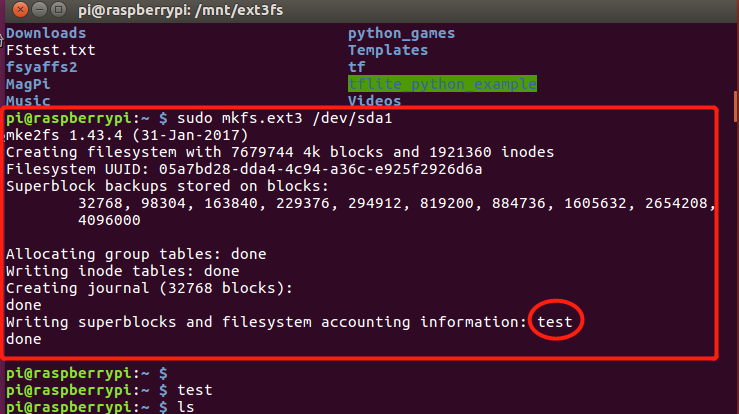 pi@raspberrypi: /mnt/ext3fs
Downloads python_games
FStest.txt Templates
fsyaffs2 tf
MagPi tflite_python_example
Music Videos
pi@raspberrypi:~ $ sudo mkfs.ext3 /dev/sda1
mke2fs 1.43.4 (31-Jan-2017)
Creating filesystem with 7679744 4k blocks and 1921360 inodes
Filesystem UUID: 05a7bd28-dda4-4c94-a36c-e925f2926d6a
Superblock backups stored on blocks:
32768, 98304, 163840, 229376, 294912, 819200, 884736, 1605632, 2654208,
4096000
Allocating group tables: done
Writing inode tables: done
Creating journal (32768 blocks):
done
Writing superblocks and filesystem accounting information: test
done
pi@raspberrypi:~ $
pi@raspberrypi:~ $ test
pi@raspberrypi:~ $ ls